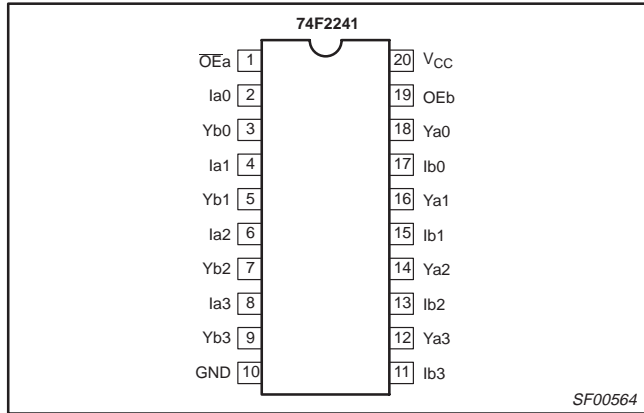 74F2241
O̅E̅a 1 20 VCC
Ia0 2 19 OEb
Yb0 3 18 Ya0
Ia1 4 17 Ib0
Yb1 5 16 Ya1
Ia2 6 15 Ib1
Yb2 7 14 Ya2
Ia3 8 13 Ib2
Yb3 9 12 Ya3
GND 10 11 Ib3
SF00564